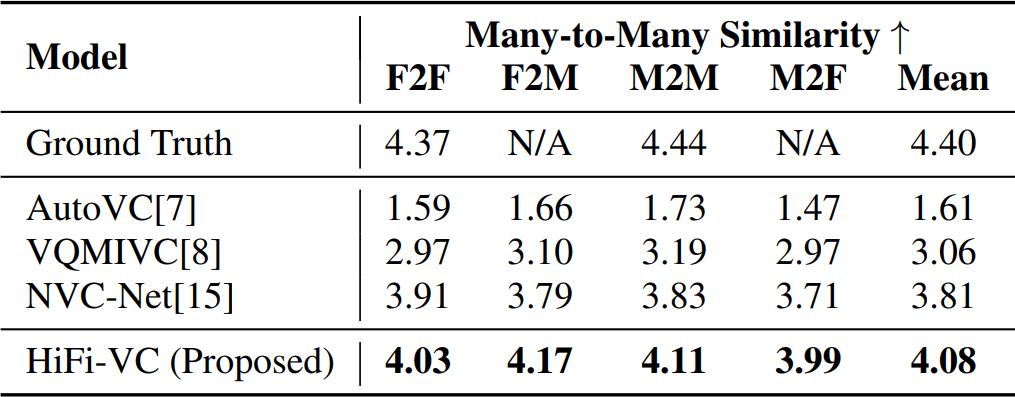 Model Many-to-Many Similarity ↑
F2F F2M M2M M2F Mean
Ground Truth 4.37 N/A 4.44 N/A 4.40
AutoVC[7] 1.59 1.66 1.73 1.47 1.61
VQMIVC[8] 2.97 3.10 3.19 2.97 3.06
NVC-Net[15] 3.91 3.79 3.83 3.71 3.81
HiFi-VC (Proposed) 4.03 4.17 4.11 3.99 4.08